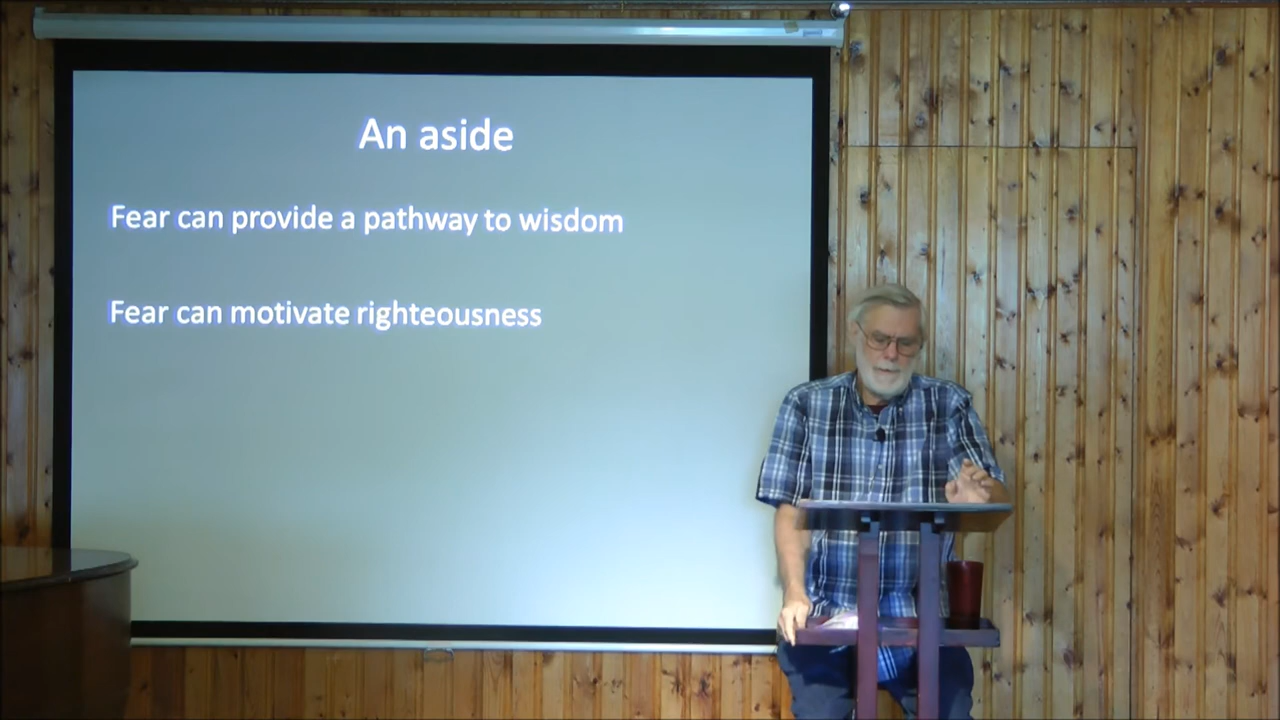 An aside
Fear can provide a pathway to wisdom
Fear can motivate righteousness